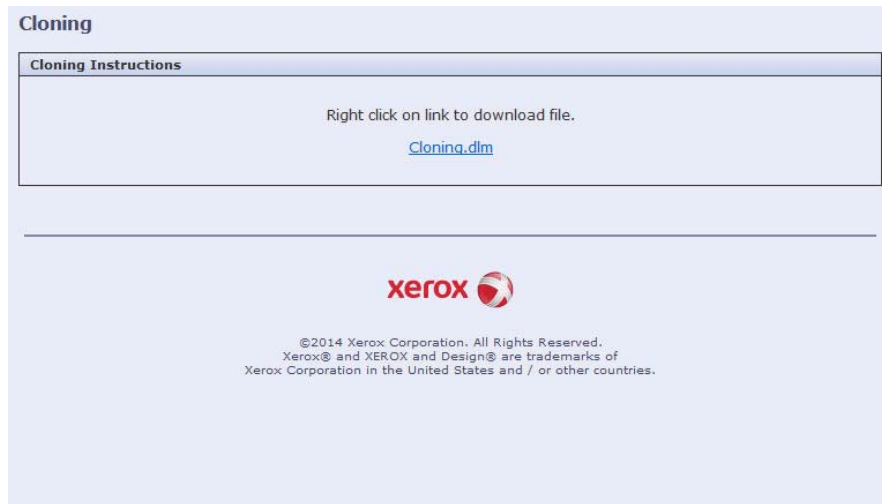 Cloning
Cloning Instructions
Right click on link to download file.
Cloning.dlm
xerox
©2014 Xerox Corporation. All Rights Reserved.
Xerox® and XEROX and Design® are trademarks of
Xerox Corporation in the United States and / or other countries.